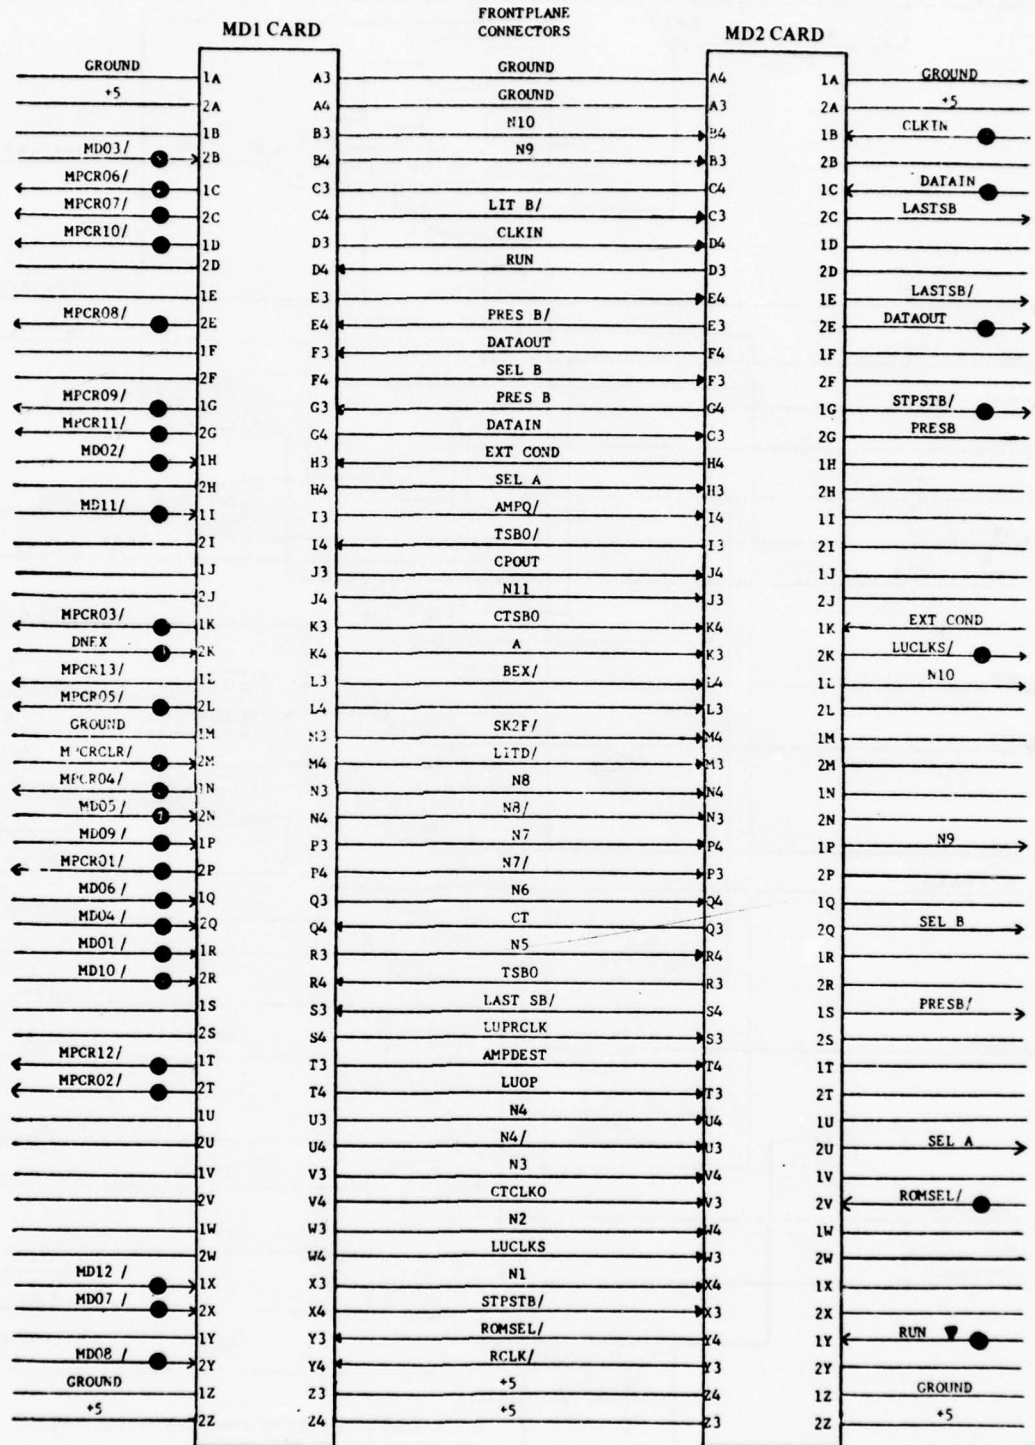 FRONTPLANE
CONNECTORS
MD1 CARD MD2 CARD
GROUND 1A A3 GROUND A4 1A GROUND
+5 2A A4 GROUND A3 2A +5
1B B3 N10 B4 1B CLKIN
MD03/ 2B B4 N9 B3 2B
MPCR06/ 1C C3 C4 1C DATAIN
MPCR07/ 2C C4 LIT B/ C3 2C LASTSB
MPCR10/ 1D D3 CLKIN D4 1D
2D D4 RUN D3 2D
1E E3 E4 1E LASTSB/
MPCR08/ 2E E4 PRES B/ E3 2E DATAOUT
1F F3 DATAOUT F4 1F
2F F4 SEL B F3 2F
MPCR09/ 1G G3 PRES B G4 1G STPSTB/
MPCR11/ 2G G4 DATAIN G3 2G PRESB
MD02/ 1H H3 EXT COND H4 1H
2H H4 SEL A H3 2H
MD11/ 1I I3 AMPQ/ I4 1I
2I I4 TSBO/ I3 2I
1J J3 CPOUT J4 1J
2J J4 N11 J3 2J
MPCR03/ 1K K3 CTSBO K4 1K EXT COND
DNEX 2K K4 A K3 2K LUCLKS/
MPCR13/ 1L L3 BEX/ L4 1L N10
MPCR05/ 2L L4 L3 2L
GROUND 1M M3 SK2F/ M4 1M
MPCRCLR/ 2M M4 LITD/ M3 2M
MPCR04/ 1N N3 N8 N4 1N
MD05/ 2N N4 N8/ N3 2N
MD09/ 1P P3 N7 P4 1P N9
MPCR01/ 2P P4 N7/ P3 2P
MD06/ 1Q Q3 N6 Q4 1Q
MD04/ 2Q Q4 CT Q3 2Q SEL B
MD01/ 1R R3 N5 R4 1R
MD10/ 2R R4 TSBO R3 2R
1S S3 LAST SB/ S4 1S PRESB/
2S S4 LUPRCLK S3 2S
MPCR12/ 1T T3 AMPDEST T4 1T
MPCR02/ 2T T4 LUOP T3 2T
1U U3 N4 U4 1U
2U U4 N4/ U3 2U SEL A
1V V3 N3 V4 1V
2V V4 CTCLKO V3 2V ROMSEL/
1W W3 N2 W4 1W
2W W4 LUCLKS W3 2W
MD12 / 1X X3 N1 X4 1X
MD07 / 2X X4 STPSTB/ X3 2X
1Y Y3 ROMSEL/ Y4 1Y RUN
MD08 / 2Y Y4 RCLK/ Y3 2Y
GROUND 1Z Z3 +5 Z4 1Z GROUND
+5 2Z Z4 +5 Z3 2Z +5